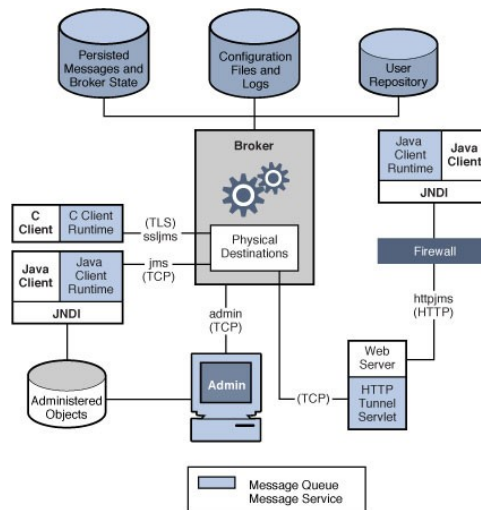 Persisted
Messages and
Broker State
Configuration
Files and
Logs
User
Repository
Broker
Java
Client
Runtime
Java
Client
JNDI
C
Client
C Client
Runtime
(TLS)
ssljms
Physical
Destinations
Firewall
Java
Client
Java
Client
Runtime
jms
(TCP)
JNDI
httpjms
(HTTP)
admin
(TCP)
Web
Server
Administered
Objects
Admin
(TCP)
HTTP
Tunnel
Servlet
Message Queue
Message Service